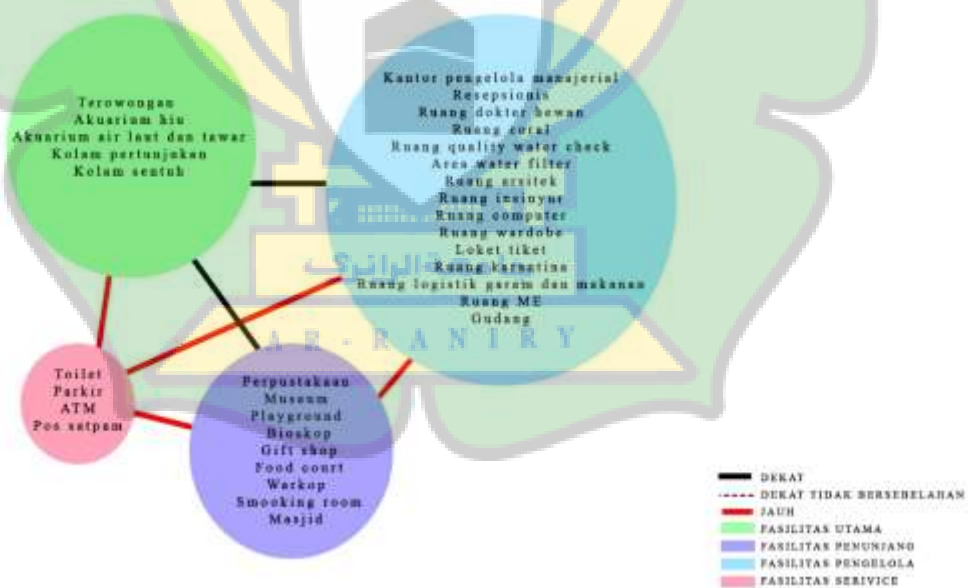 Terowongan
Akuarium hiu
Akuarium air laut dan tawar
Kolam pertunjukan
Kolam sentuh
Kantor pengelola manajerial
Resepsionis
Ruang dokter hewan
Ruang coral
Ruang quality water check
Area water filter
Ruang arsitek
Ruang insinyur
Ruang computer
Ruang wardobe
Loket tiket
Ruang karantina
Ruang logistik garam dan makanan
Ruang ME
Gudang
جامعة الرانيري
AR-RANIRY
Toilet
Parkir
ATM
Pos satpam
Perpustakaan
Museum
Playground
Bioskop
Gift shop
Food court
Warkop
Smooking room
Masjid
DEKAT
DEKAT TIDAK BERSEBELAHAN
JAUH
FASILITAS UTAMA
FASILITAS PENUNJANG
FASILITAS PENGELOLA
FASILITAS SERIVICE